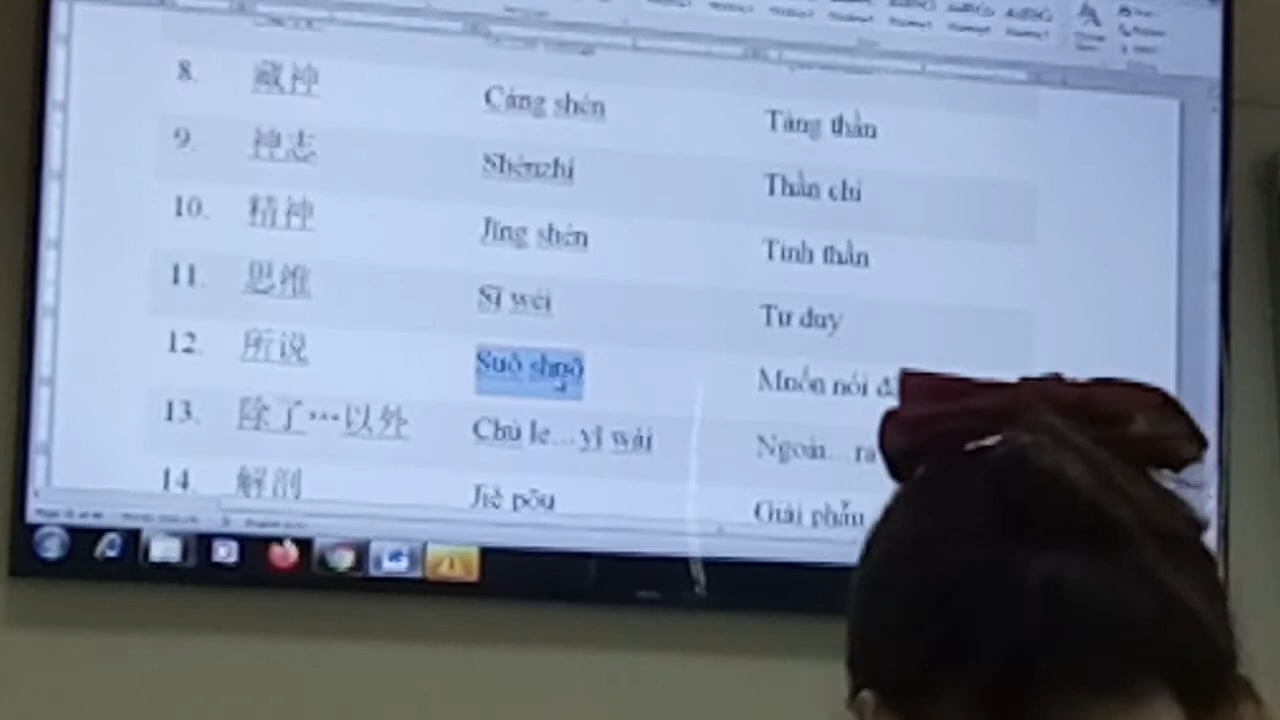 8. 藏神 Cáng shén Tàng thần
9. 神志 Shénzhì Thần chí
10. 精神 Jīng shén Tinh thần
11. 思维 Sī wéi Tư duy
12. 所说 Suǒ shuō Muốn nói
13. 除了…以外 Chú le…yǐ wài Ngoài…ra
14. 解剖 Jiě pōu Giải phẫu